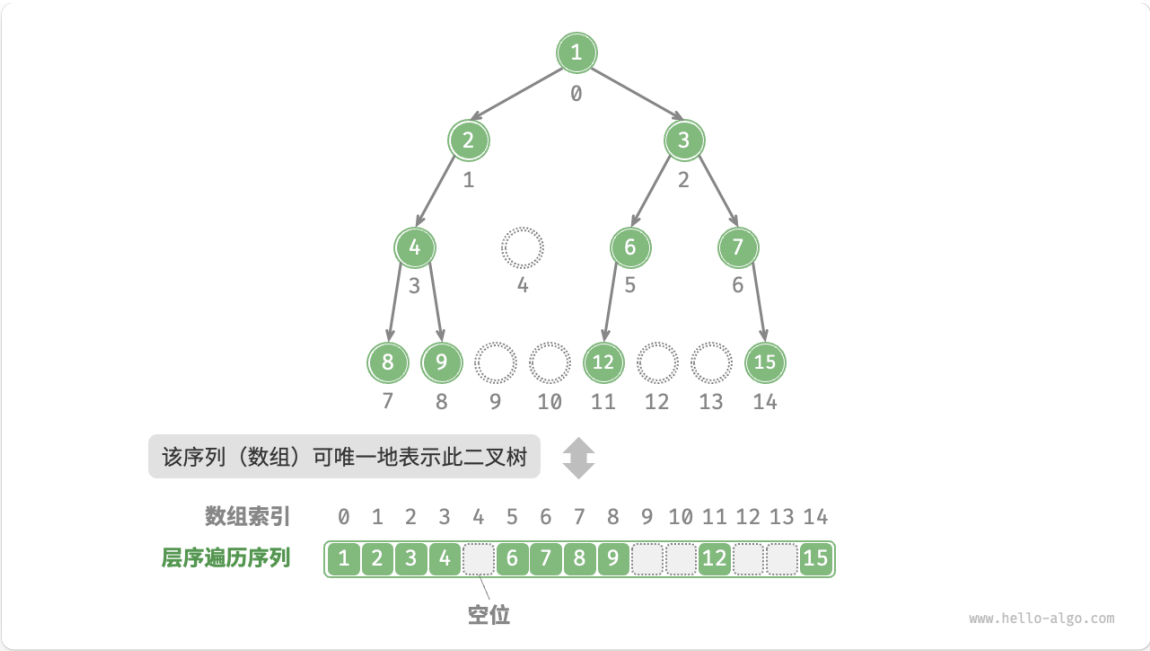 1
0
2 3
1 2
4 6 7
3 4 5 6
8 9 12 15
7 8 9 10 11 12 13 14
该序列（数组）可唯一地表示此二叉树
数组索引 0 1 2 3 4 5 6 7 8 9 10 11 12 13 14
层序遍历序列 1 2 3 4 6 7 8 9 12 15
空位
www.hello-algo.com